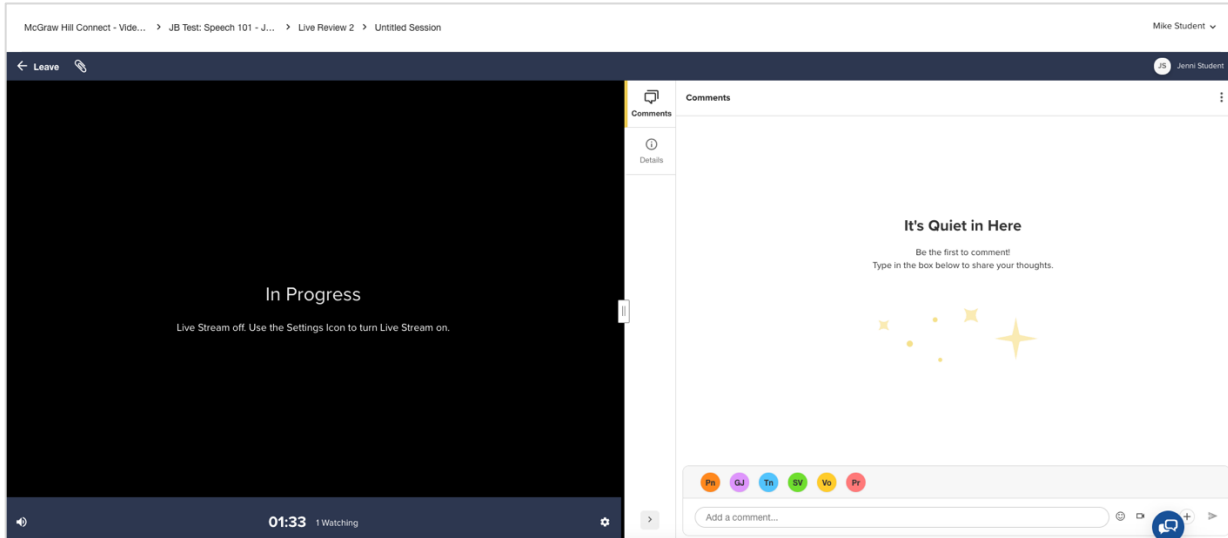 McGraw Hill Connect - Vide... > JB Test: Speech 101 - J... > Live Review 2 > Untitled Session
Mike Student
Leave
JS Jenni Student
Comments
Details
Comments
In Progress
Live Stream off. Use the Settings Icon to turn Live Stream on.
It's Quiet in Here
Be the first to comment!
Type in the box below to share your thoughts.
Pn GJ Tn SV Vo Pr
01:33 1 Watching
Add a comment...